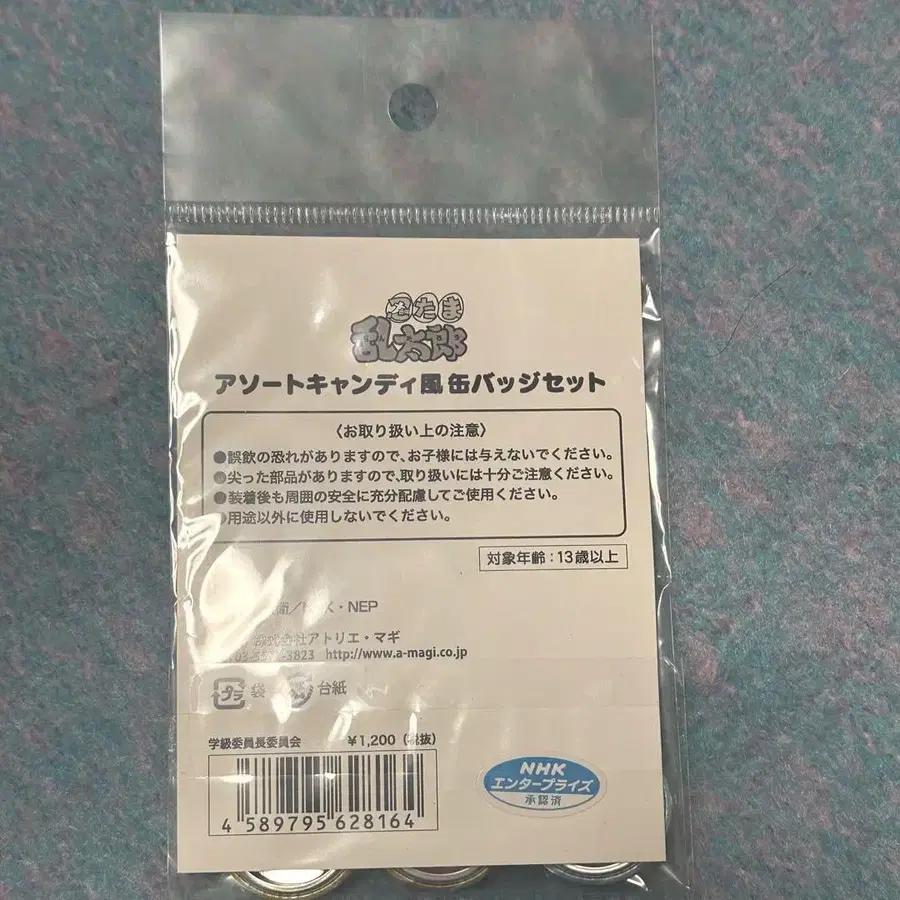 忍たま
乱太郎
アソートキャンディ風 缶バッジセット
〈お取り扱い上の注意〉
●誤飲の恐れがありますので、お子様には与えないでください。
●尖った部品がありますので、取り扱いには十分ご注意ください。
●装着後も周囲の安全に充分配慮してご使用ください。
●用途以外に使用しないでください。
対象年齢：13歳以上
・NEP
株式会社アトリエ・マギ
3823 http://www.a-magi.co.jp
プラ 袋 台紙
学級委員長委員会 ¥1,200（税抜）
4 589795 628164
NHK
エンタープライズ
承認済